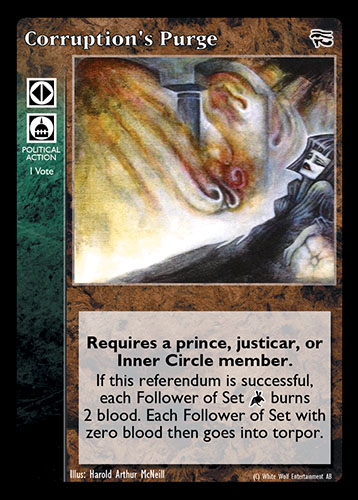 Corruption's Purge
POLITICAL
ACTION
1 Vote
Requires a prince, justicar, or
Inner Circle member.
If this referendum is successful,
each Follower of Set burns
2 blood. Each Follower of Set with
zero blood then goes into torpor.
Illus: Harold Arthur McNeill
(C) White Wolf Entertainment AB